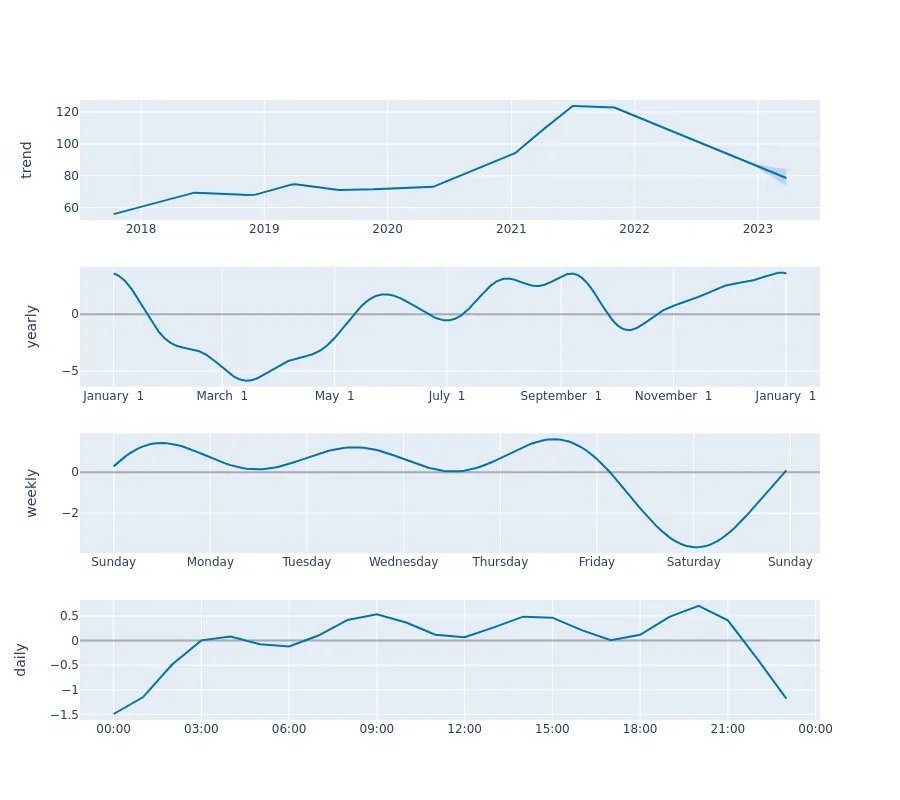 trend
120
100
80
60
2018 2019 2020 2021 2022 2023
yearly
0
−5
January 1 March 1 May 1 July 1 September 1 November 1 January 1
weekly
0
−2
Sunday Monday Tuesday Wednesday Thursday Friday Saturday Sunday
daily
0.5
0
−0.5
−1
−1.5
00:00 03:00 06:00 09:00 12:00 15:00 18:00 21:00 00:00